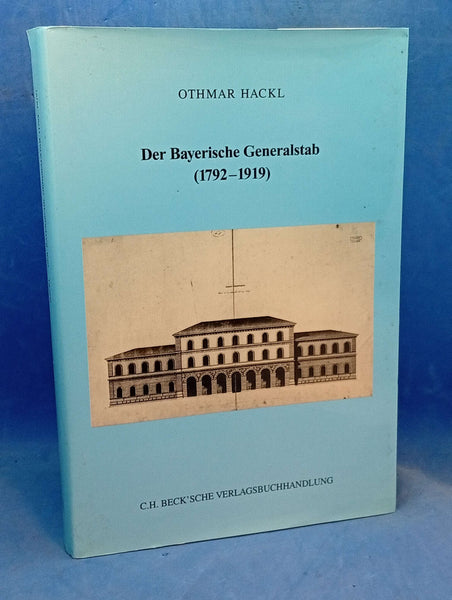 OTHMAR HACKL
Der Bayerische Generalstab
(1792–1919)
C.H. BECK'SCHE VERLAGSBUCHHANDLUNG